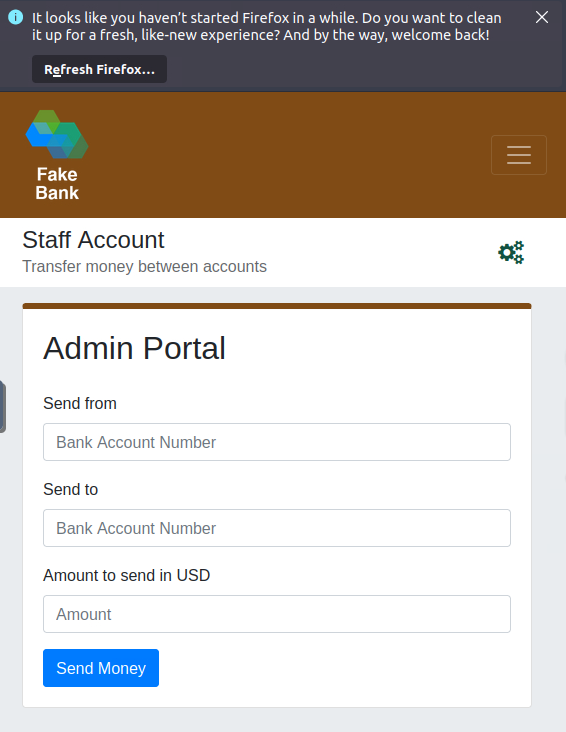 It looks like you haven’t started Firefox in a while. Do you want to clean
it up for a fresh, like-new experience? And by the way, welcome back!
Refresh Firefox...
Fake
Bank
Staff Account
Transfer money between accounts
Admin Portal
Send from
Bank Account Number
Send to
Bank Account Number
Amount to send in USD
Amount
Send Money